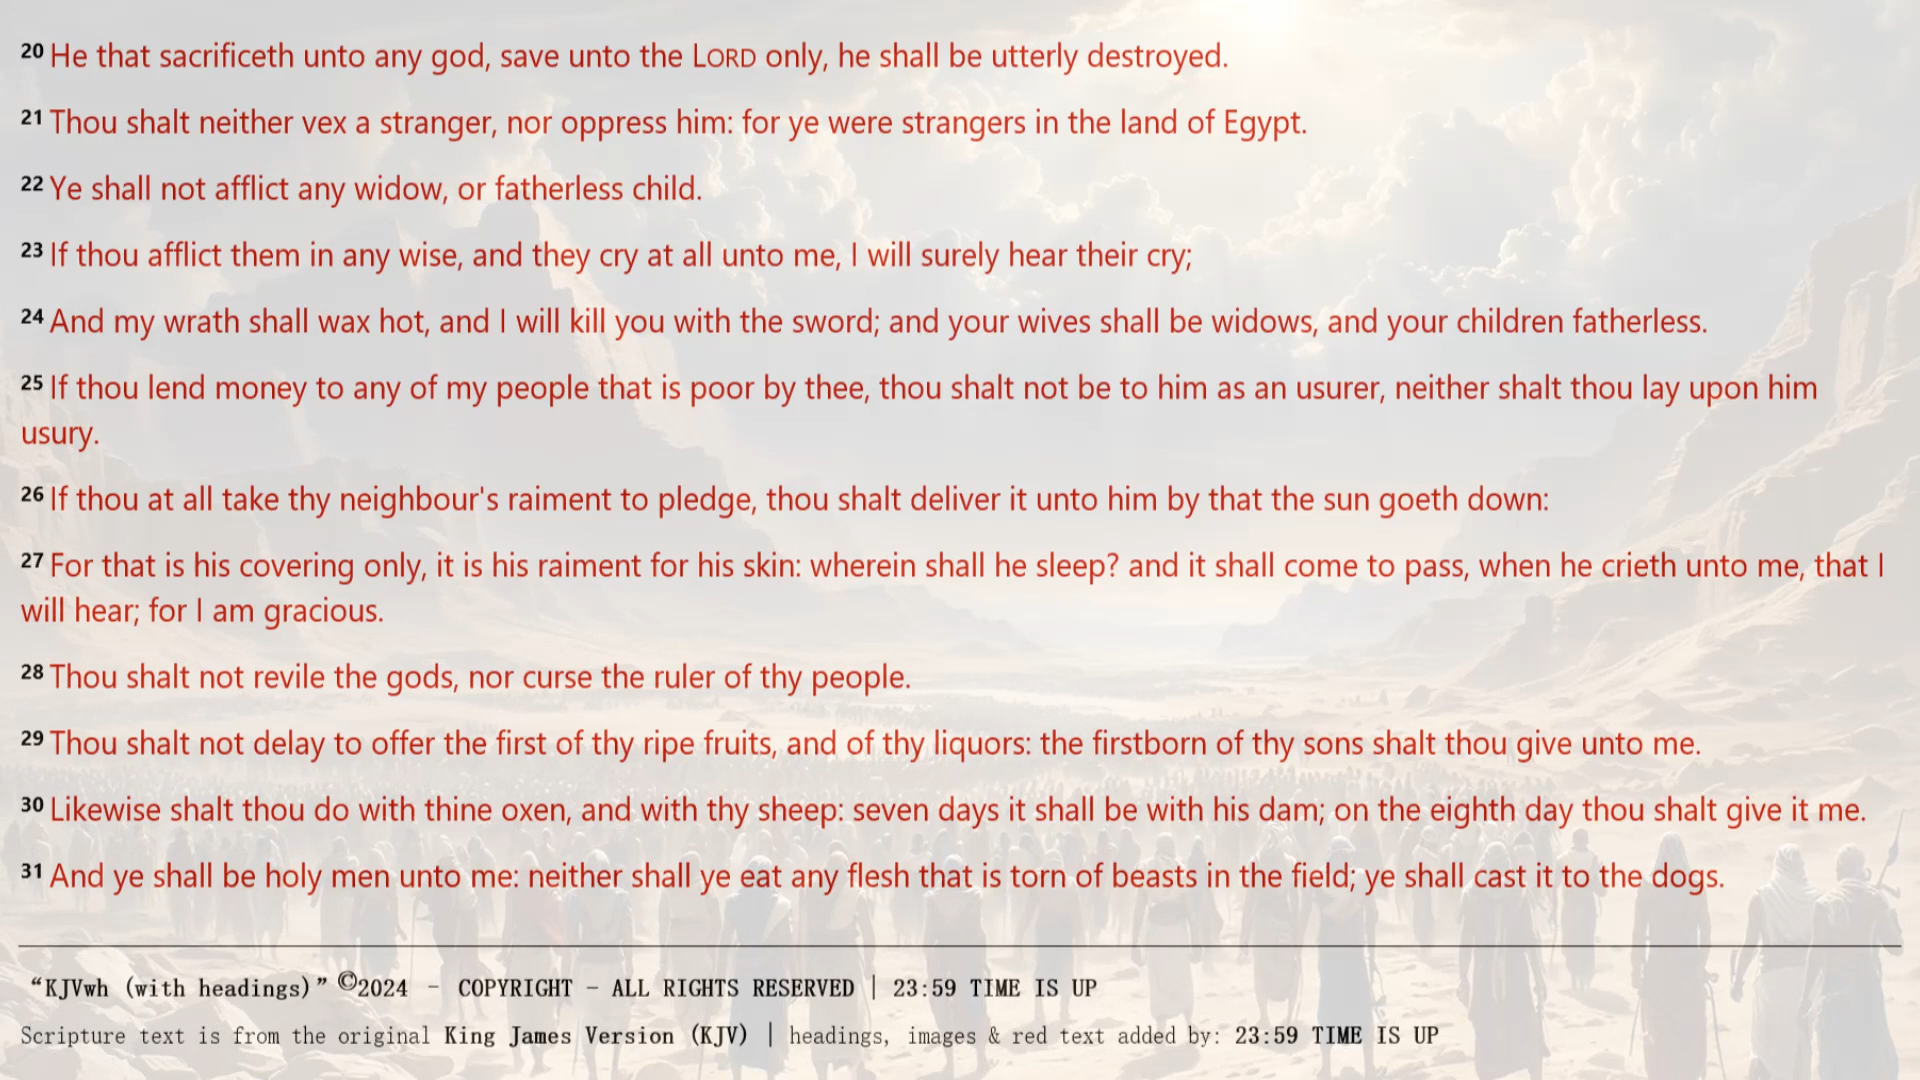 20 He that sacrificeth unto any god, save unto the LORD only, he shall be utterly destroyed.
21 Thou shalt neither vex a stranger, nor oppress him: for ye were strangers in the land of Egypt.
22 Ye shall not afflict any widow, or fatherless child.
23 If thou afflict them in any wise, and they cry at all unto me, I will surely hear their cry;
24 And my wrath shall wax hot, and I will kill you with the sword; and your wives shall be widows, and your children fatherless.
25 If thou lend money to any of my people that is poor by thee, thou shalt not be to him as an usurer, neither shalt thou lay upon him
usury.
26 If thou at all take thy neighbour's raiment to pledge, thou shalt deliver it unto him by that the sun goeth down:
27 For that is his covering only, it is his raiment for his skin: wherein shall he sleep? and it shall come to pass, when he crieth unto me, that I
will hear; for I am gracious.
28 Thou shalt not revile the gods, nor curse the ruler of thy people.
29 Thou shalt not delay to offer the first of thy ripe fruits, and of thy liquors: the firstborn of thy sons shalt thou give unto me.
30 Likewise shalt thou do with thine oxen, and with thy sheep: seven days it shall be with his dam; on the eighth day thou shalt give it me.
31 And ye shall be holy men unto me: neither shall ye eat any flesh that is torn of beasts in the field; ye shall cast it to the dogs.
“KJVwh (with headings)” ©2024 - COPYRIGHT - ALL RIGHTS RESERVED | 23:59 TIME IS UP
Scripture text is from the original King James Version (KJV) | headings, images & red text added by: 23:59 TIME IS UP